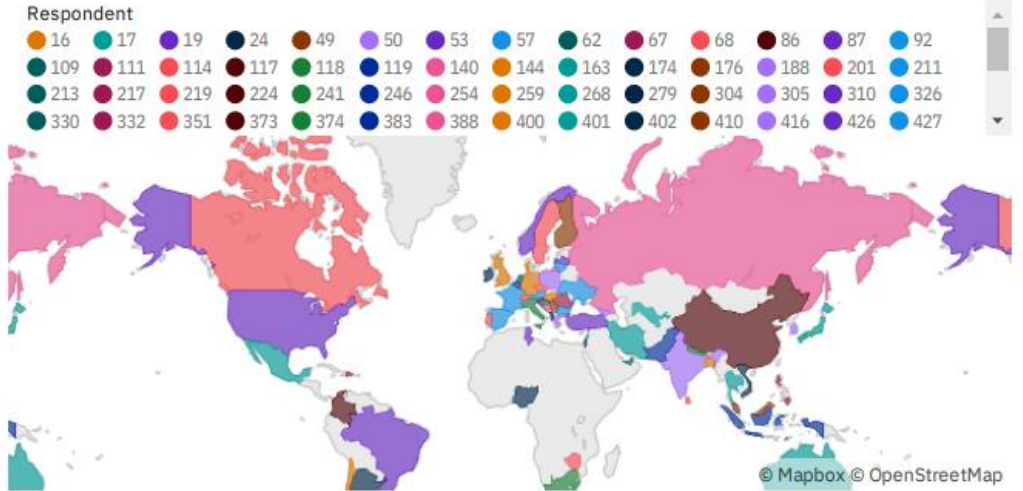 Respondent
16 17 19 24 49 50 53 57 62 67 68 86 87 92
109 111 114 117 118 119 140 144 163 174 176 188 201 211
213 217 219 224 241 246 254 259 268 279 304 305 310 326
330 332 351 373 374 383 388 400 401 402 410 416 426 427
© Mapbox © OpenStreetMap